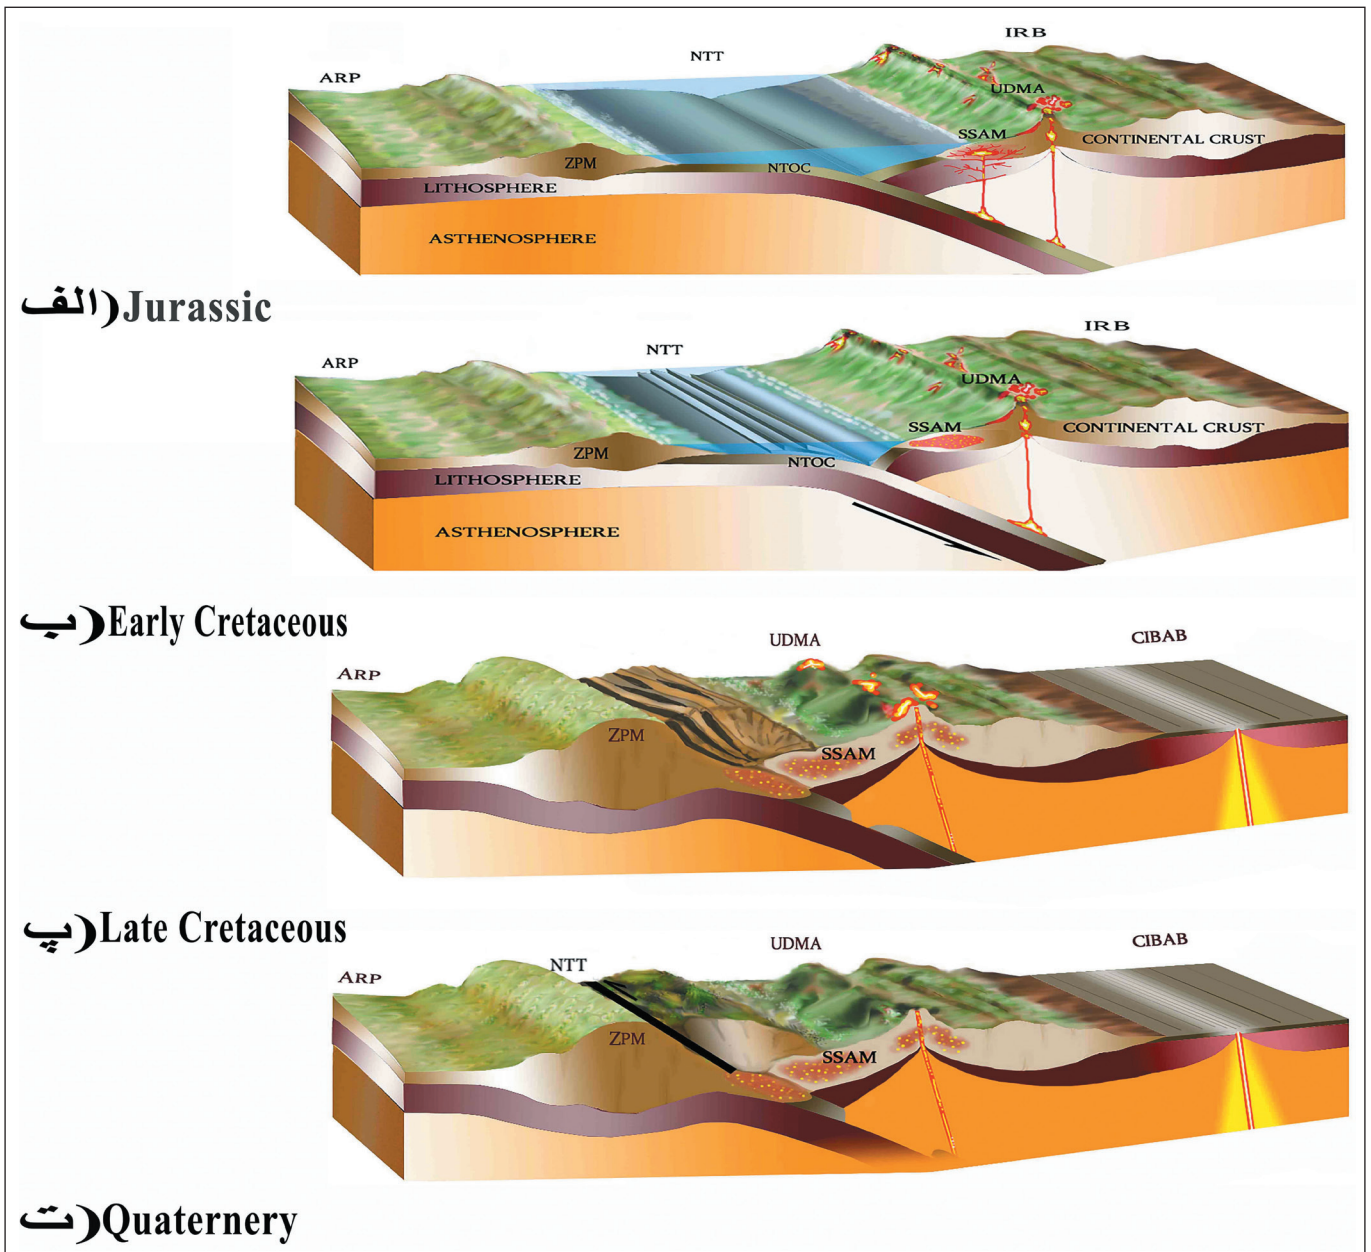 IRB
NTT
ARP
UDMA
SSAM
CONTINENTAL CRUST
ZPM
NTOC
LITHOSPHERE
ASTHENOSPHERE
الف) Jurassic
IRB
NTT
ARP
UDMA
SSAM
CONTINENTAL CRUST
ZPM
NTOC
LITHOSPHERE
ASTHENOSPHERE
ب) Early Cretaceous
UDMA
CIBAB
ARP
ZPM
SSAM
پ) Late Cretaceous
UDMA
CIBAB
NTT
ARP
ZPM
SSAM
ت) Quaternery